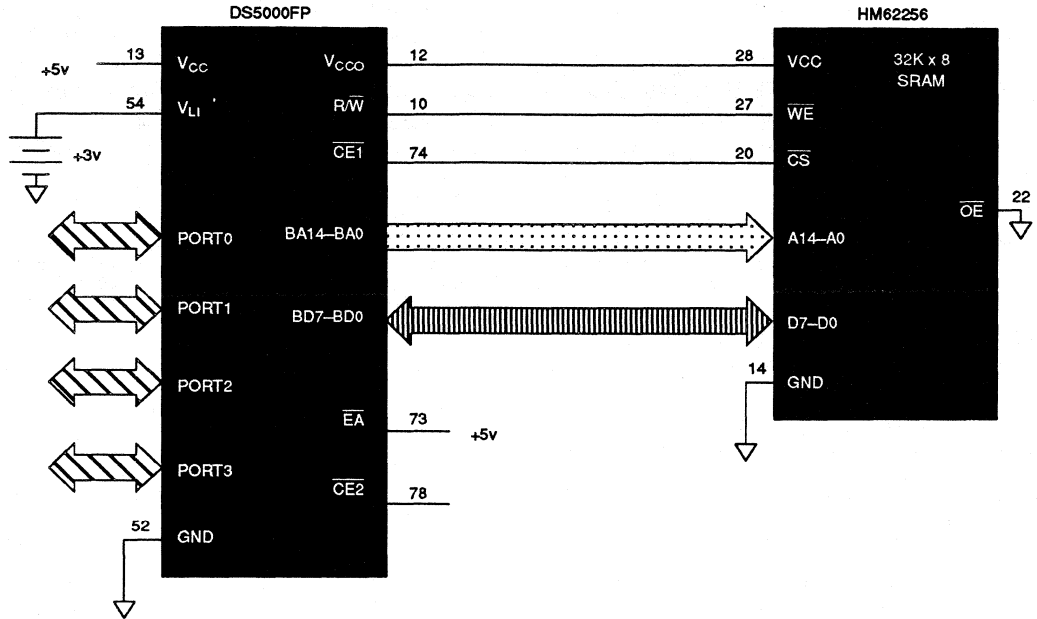 DS5000FP
HM62256
+5v
13
VCC
VCCO
12
28
VCC
32K x 8
SRAM
54
VLI
R/W
10
27
WE
+3v
CE1
74
20
CS
OE
22
PORT0
BA14–BA0
A14–A0
PORT1
BD7–BD0
D7–D0
PORT2
14
GND
EA
73
+5v
PORT3
CE2
78
52
GND